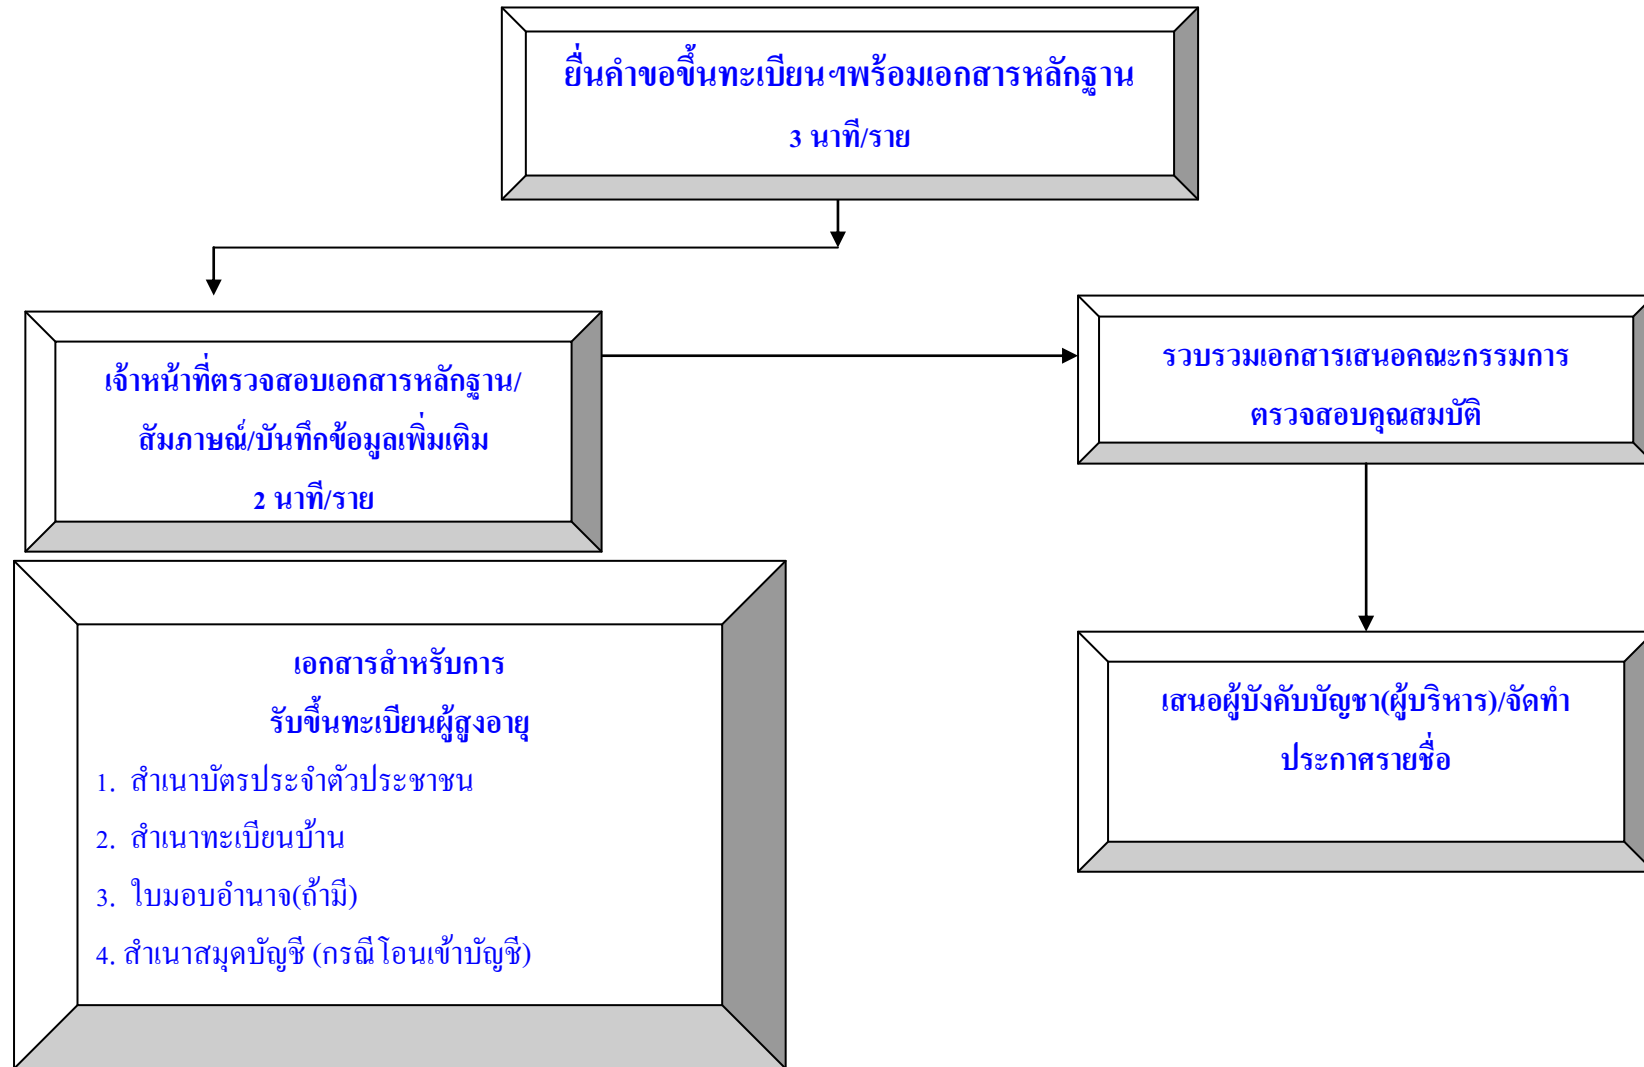 ยื่นคำขอขึ้นทะเบียนฯพร้อมเอกสารหลักฐาน
3 นาที/ราย
เจ้าหน้าที่ตรวจสอบเอกสารหลักฐาน/
สัมภาษณ์/บันทึกข้อมูลเพิ่มเติม
2 นาที/ราย
รวบรวมเอกสารเสนอคณะกรรมการ
ตรวจสอบคุณสมบัติ
เอกสารสำหรับการ
รับขึ้นทะเบียนผู้สูงอายุ
1. สำเนาบัตรประจำตัวประชาชน
2. สำเนาทะเบียนบ้าน
3. ใบมอบอำนาจ(ถ้ามี)
4. สำเนาสมุดบัญชี (กรณีโอนเข้าบัญชี)
เสนอผู้บังคับบัญชา(ผู้บริหาร)/จัดทำ
ประกาศรายชื่อ